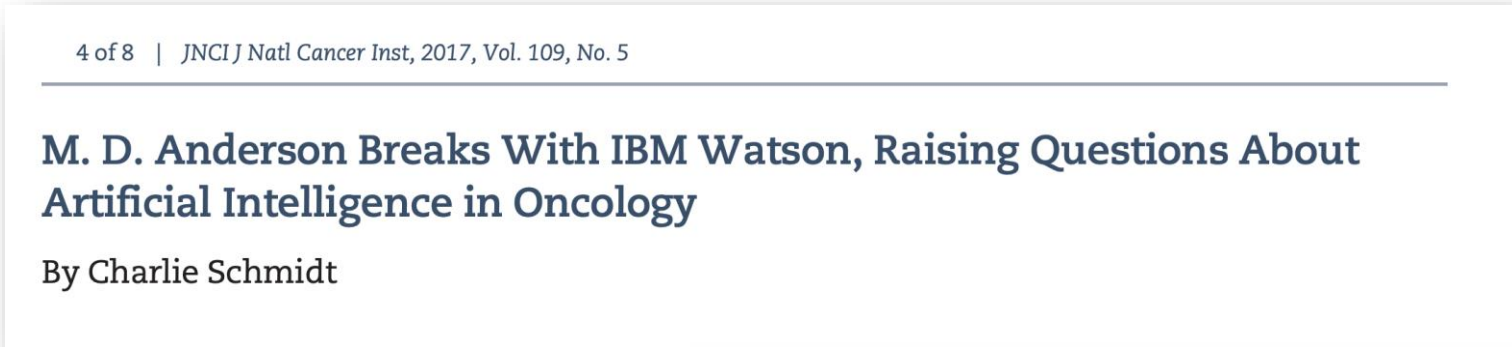 4 of 8 | JNCI J Natl Cancer Inst, 2017, Vol. 109, No. 5
M. D. Anderson Breaks With IBM Watson, Raising Questions About
Artificial Intelligence in Oncology
By Charlie Schmidt